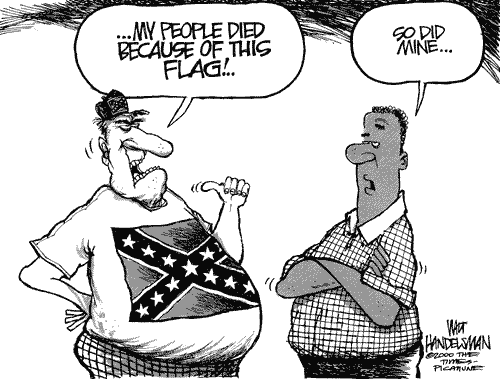 ...MY PEOPLE DIED
BECAUSE OF THIS
FLAG!..
SO DID
MINE...
WALT
HANDELSMAN
©2000 THE
TIMES-
PICAYUNE